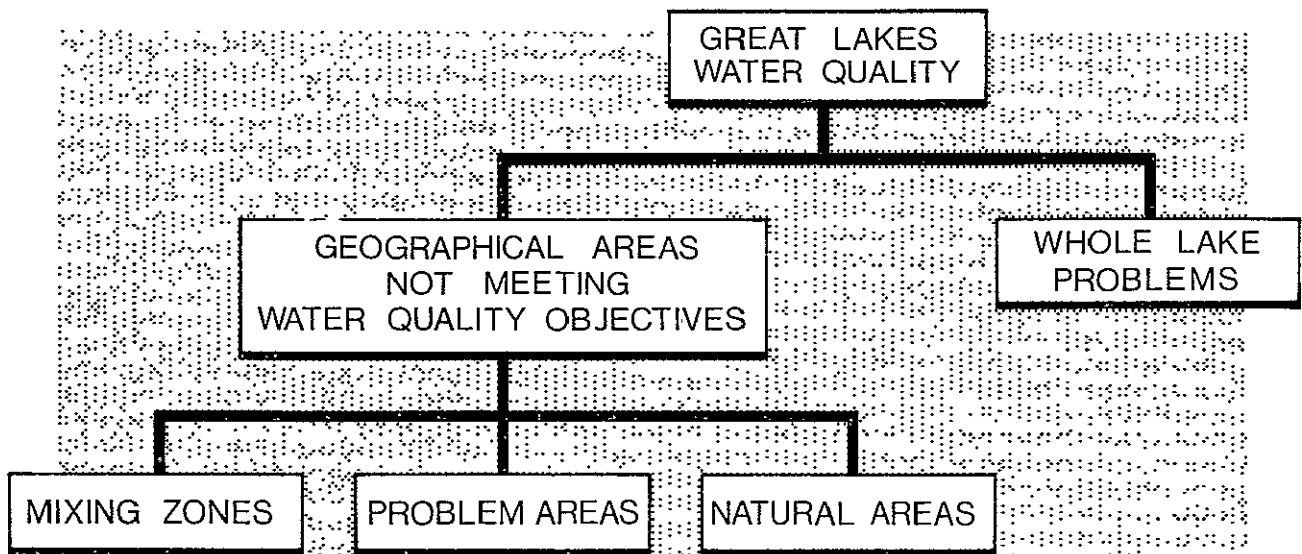 GREAT LAKES
WATER QUALITY
GEOGRAPHICAL AREAS
NOT MEETING
WATER QUALITY OBJECTIVES
WHOLE LAKE
PROBLEMS
MIXING ZONES
PROBLEM AREAS
NATURAL AREAS